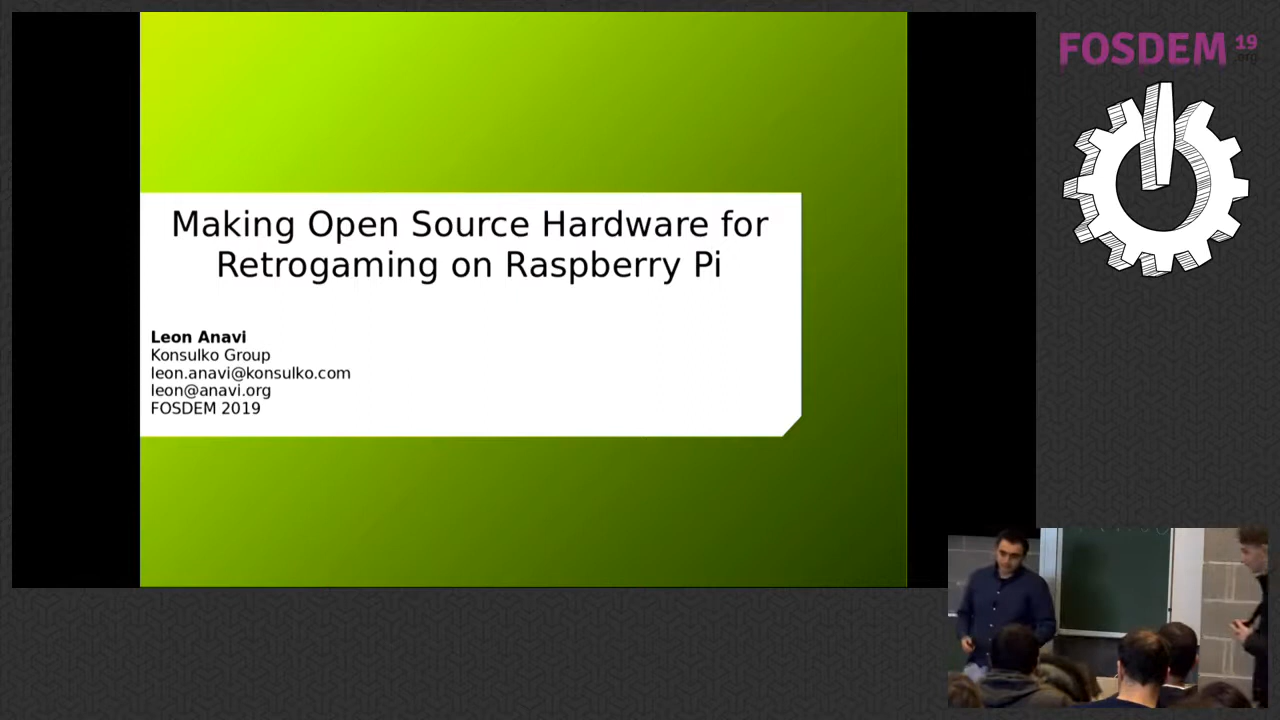 Making Open Source Hardware for
Retrogaming on Raspberry Pi
Leon Anavi
Konsulko Group
leon.anavi@konsulko.com
leon@anavi.org
FOSDEM 2019
FOSDEM 19
.org